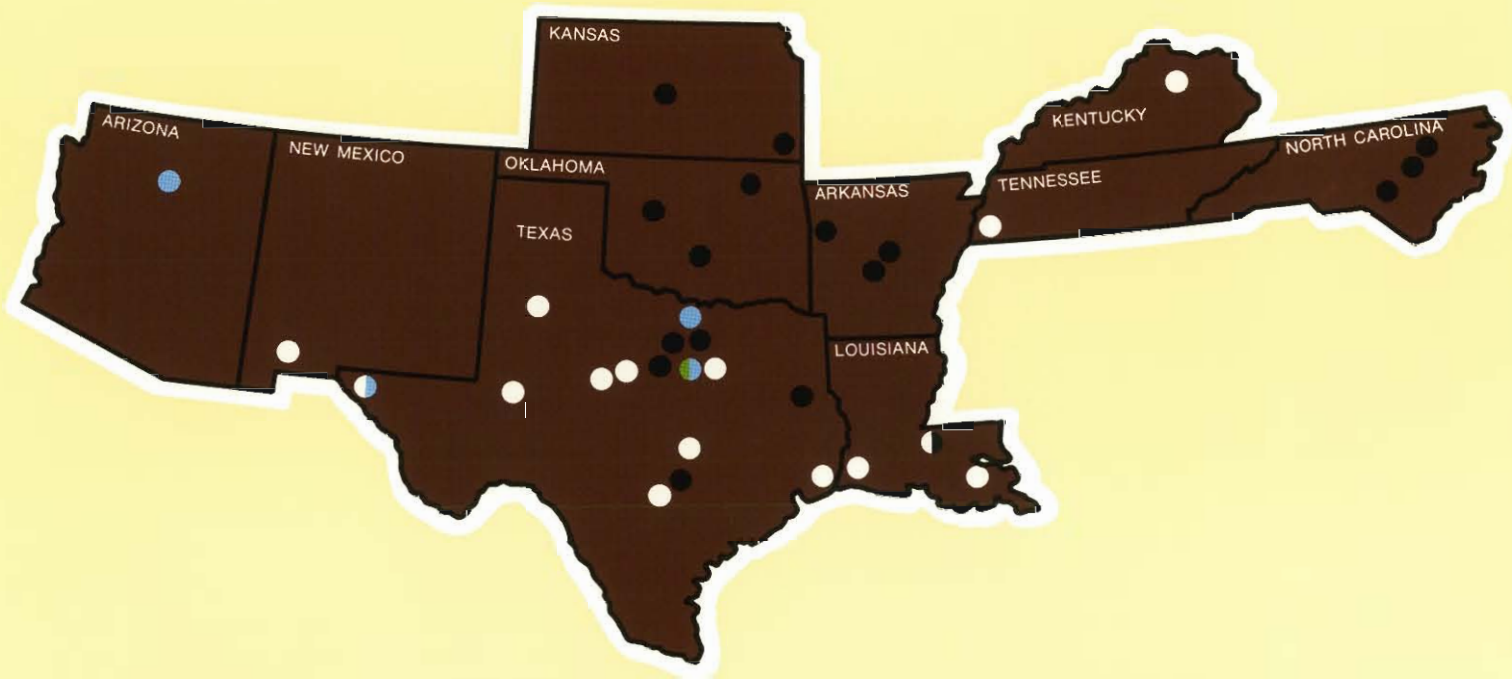 KANSAS
KENTUCKY
ARIZONA
NEW MEXICO
OKLAHOMA
NORTH CAROLINA
ARKANSAS
TENNESSEE
TEXAS
LOUISIANA